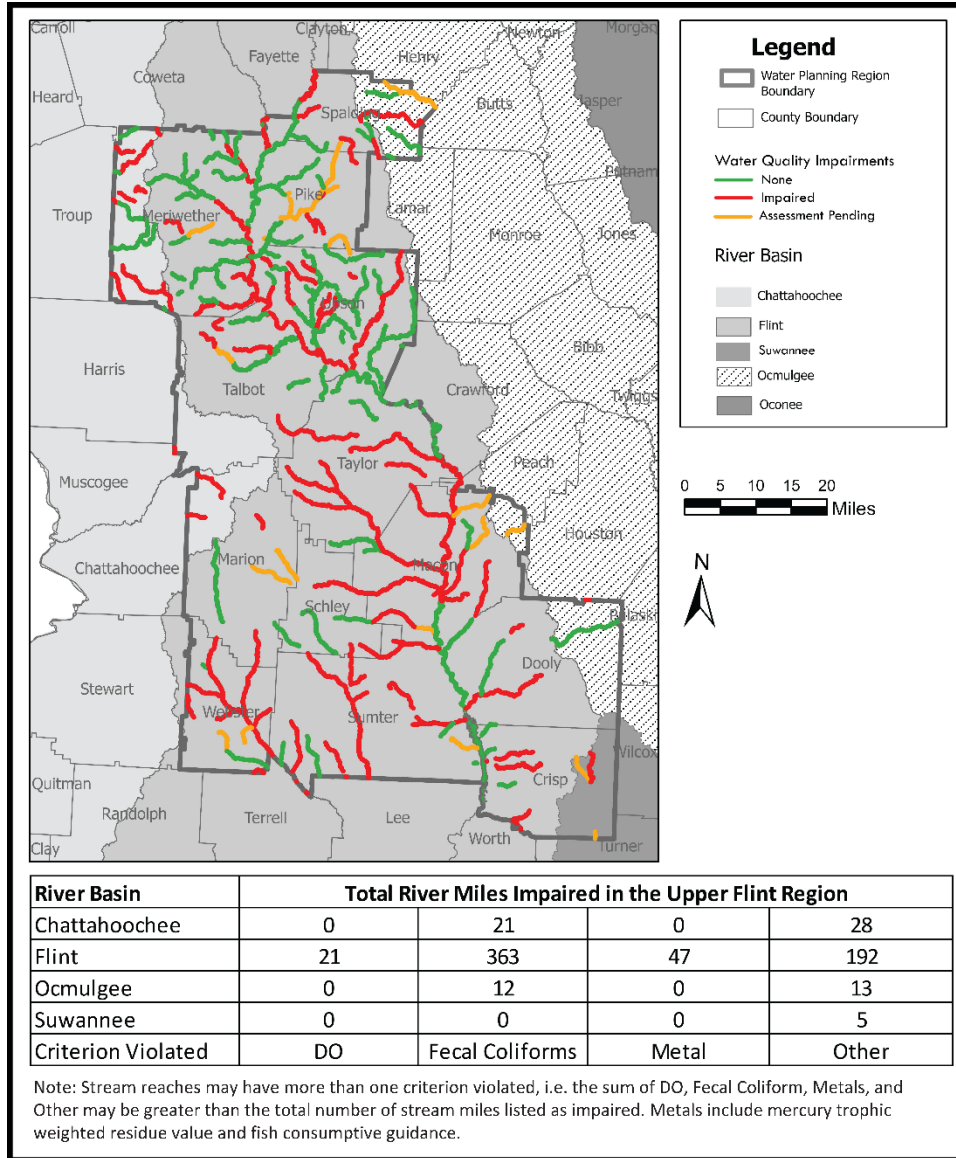 Carroll
Clayton
Newton
Morgan
Fayette
Henry
Coweta
Heard
Butts
Jasper
Spalding
Putnam
Pike
Troup
Meriwether
Lamar
Monroe
Jones
Upson
Harris
Bibb
Talbot
Crawford
Twiggs
Taylor
Peach
Muscogee
Houston
Marion
Macon
Chattahoochee
Schley
Pulaski
Dooly
Stewart
Webster
Sumter
Wilcox
Quitman
Crisp
Randolph
Terrell
Lee
Worth
Clay
Turner
Legend
Water Planning Region
Boundary
County Boundary
Water Quality Impairments
None
Impaired
Assessment Pending
River Basin
Chattahoochee
Flint
Suwannee
Ocmulgee
Oconee
0 5 10 15 20
Miles
N
River Basin Total River Miles Impaired in the Upper Flint Region
Chattahoochee 0 21 0 28
Flint 21 363 47 192
Ocmulgee 0 12 0 13
Suwannee 0 0 0 5
Criterion Violated DO Fecal Coliforms Metal Other
Note: Stream reaches may have more than one criterion violated, i.e. the sum of DO, Fecal Coliform, Metals, and
Other may be greater than the total number of stream miles listed as impaired. Metals include mercury trophic
weighted residue value and fish consumptive guidance.